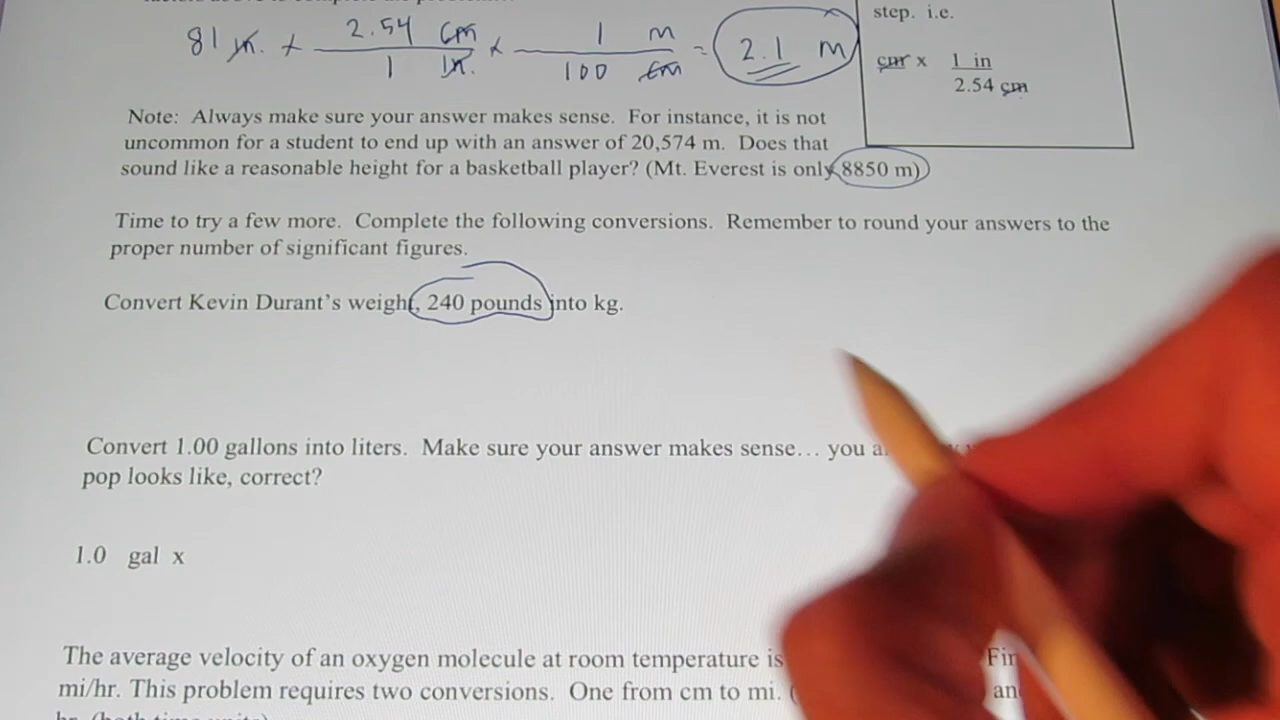 81 in. x 2.54 cm x 1 m = 2.1 m
1 in. 100 cm
step. i.e.
cm x 1 in
2.54 cm
Note: Always make sure your answer makes sense. For instance, it is not
uncommon for a student to end up with an answer of 20,574 m. Does that
sound like a reasonable height for a basketball player? (Mt. Everest is only 8850 m)
Time to try a few more. Complete the following conversions. Remember to round your answers to the
proper number of significant figures.
Convert Kevin Durant's weight, 240 pounds into kg.
Convert 1.00 gallons into liters. Make sure your answer makes sense… you
pop looks like, correct?
1.0 gal x
The average velocity of an oxygen molecule at room temperature is
mi/hr. This problem requires two conversions. One from cm to mi. (
hr. (both time units)